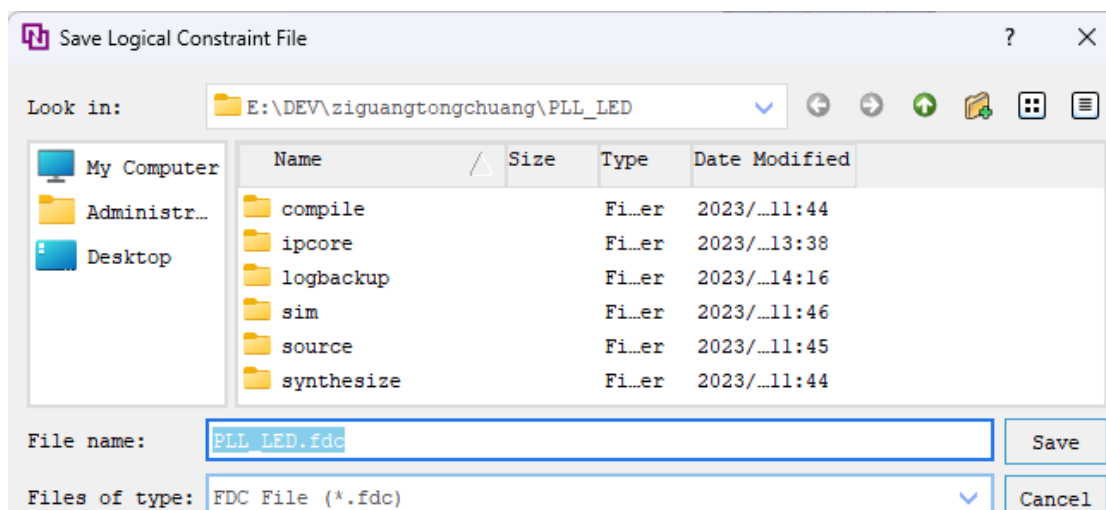 Save Logical Constraint File ?
Look in: E:\DEV\ziguangtongchuang\PLL_LED
My Computer
Administr…
Desktop
Name Size Type Date Modified
compile Fi…er 2023/…11:44
ipcore Fi…er 2023/…13:38
logbackup Fi…er 2023/…14:16
sim Fi…er 2023/…11:46
source Fi…er 2023/…11:45
synthesize Fi…er 2023/…11:44
File name: PLL_LED.fdc Save
Files of type: FDC File (*.fdc) Cancel